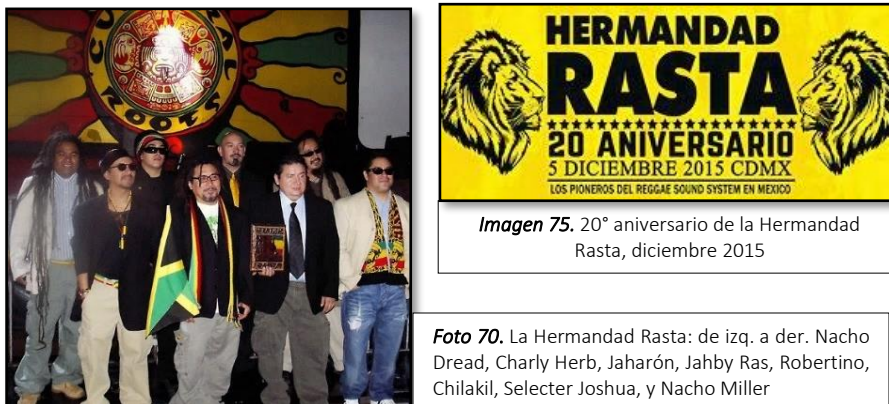 HERMANDAD
RASTA
20 ANIVERSARIO
5 DICIEMBRE 2015 CDMX
LOS PIONEROS DEL REGGAE SOUND SYSTEM EN MEXICO
Imagen 75. 20° aniversario de la Hermandad
Rasta, diciembre 2015
Foto 70. La Hermandad Rasta: de izq. a der. Nacho
Dread, Charly Herb, Jaharón, Jahby Ras, Robertino,
Chilakil, Selecter Joshua, y Nacho Miller